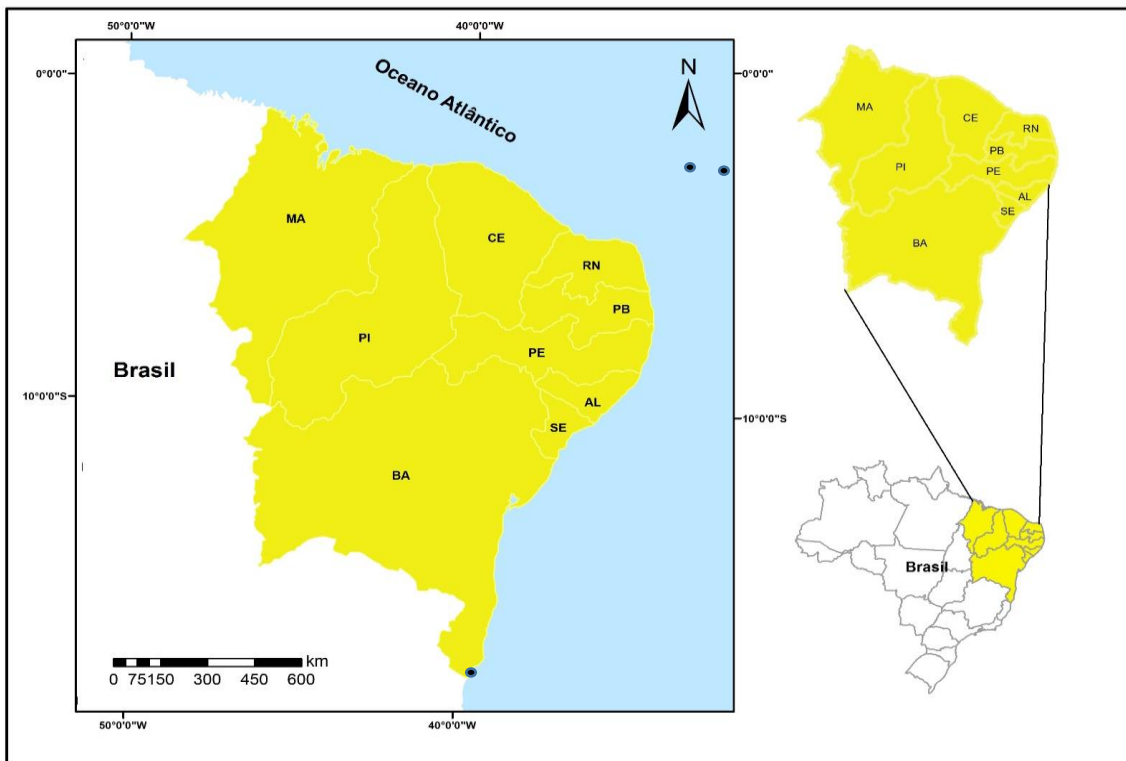 50°0'0"W
40°0'0"W
0°0'0"
Oceano Atlântico
N
0°0'0"
MA
CE
RN
PB
PI
PE
Brasil
10°0'0"S
AL
SE
BA
km
0 75150 300 450 600
50°0'0"W
40°0'0"W
MA
CE
RN
PB
PI
PE
AL
SE
BA
10°0'0"S
Brasil